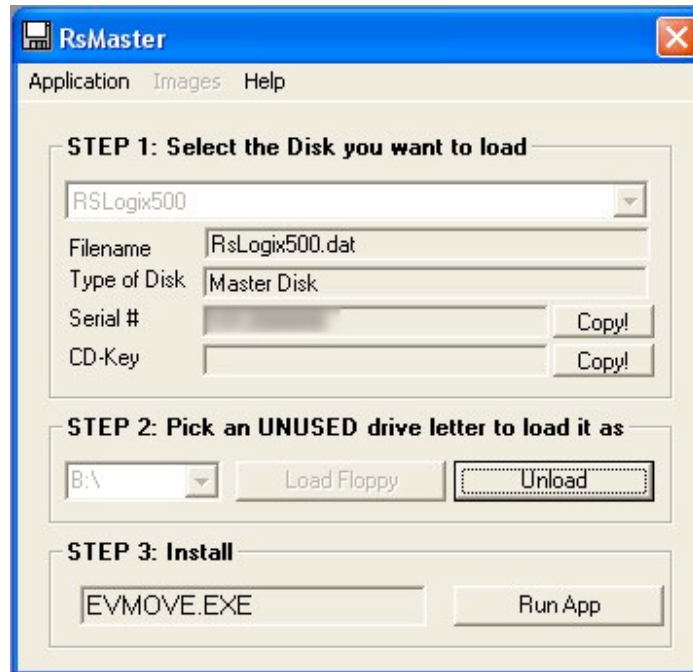 RsMaster
Application Images Help
STEP 1: Select the Disk you want to load
RSLogix500
Filename RsLogix500.dat
Type of Disk Master Disk
Serial # Copy!
CD-Key Copy!
STEP 2: Pick an UNUSED drive letter to load it as
B:\ Load Floppy Unload
STEP 3: Install
EVMOVE.EXE Run App